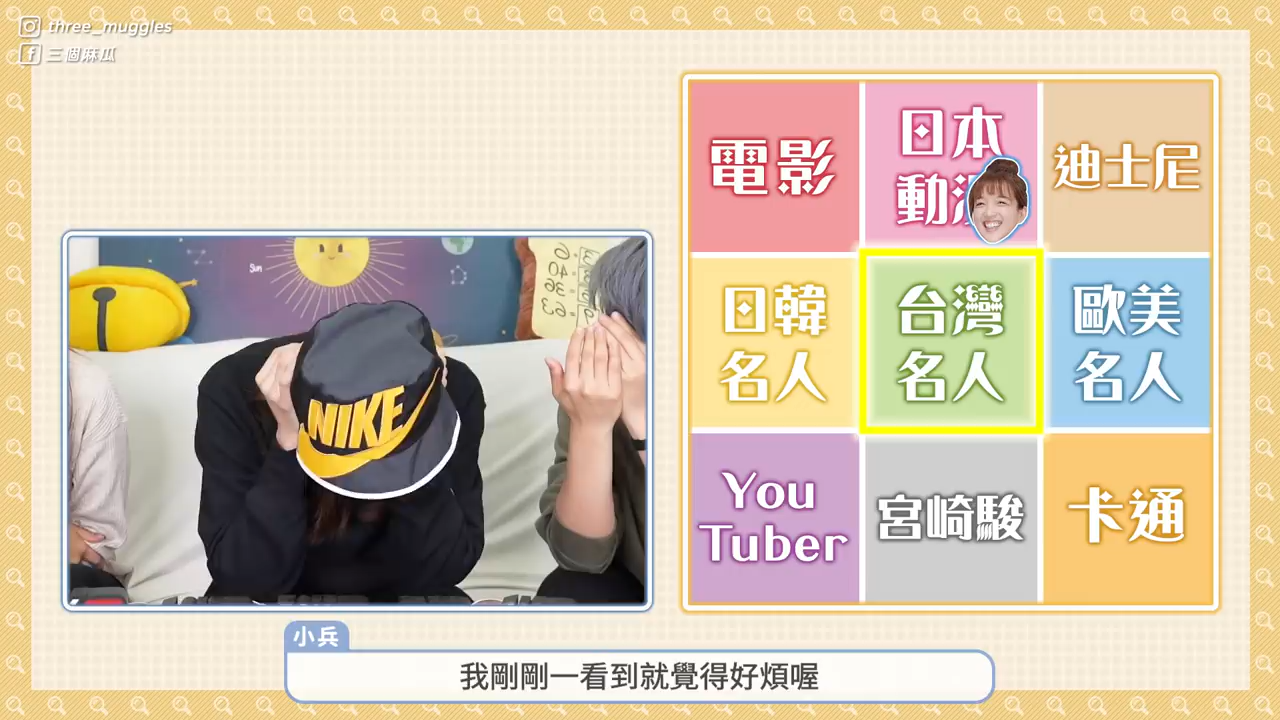 three_muggles
三個麻瓜
電影
日本
動
迪士尼
日韓
名人
台灣
名人
歐美
名人
You
Tuber
宮崎駿
卡通
Sun
NIKE
小兵
我剛剛一看到就覺得好煩喔